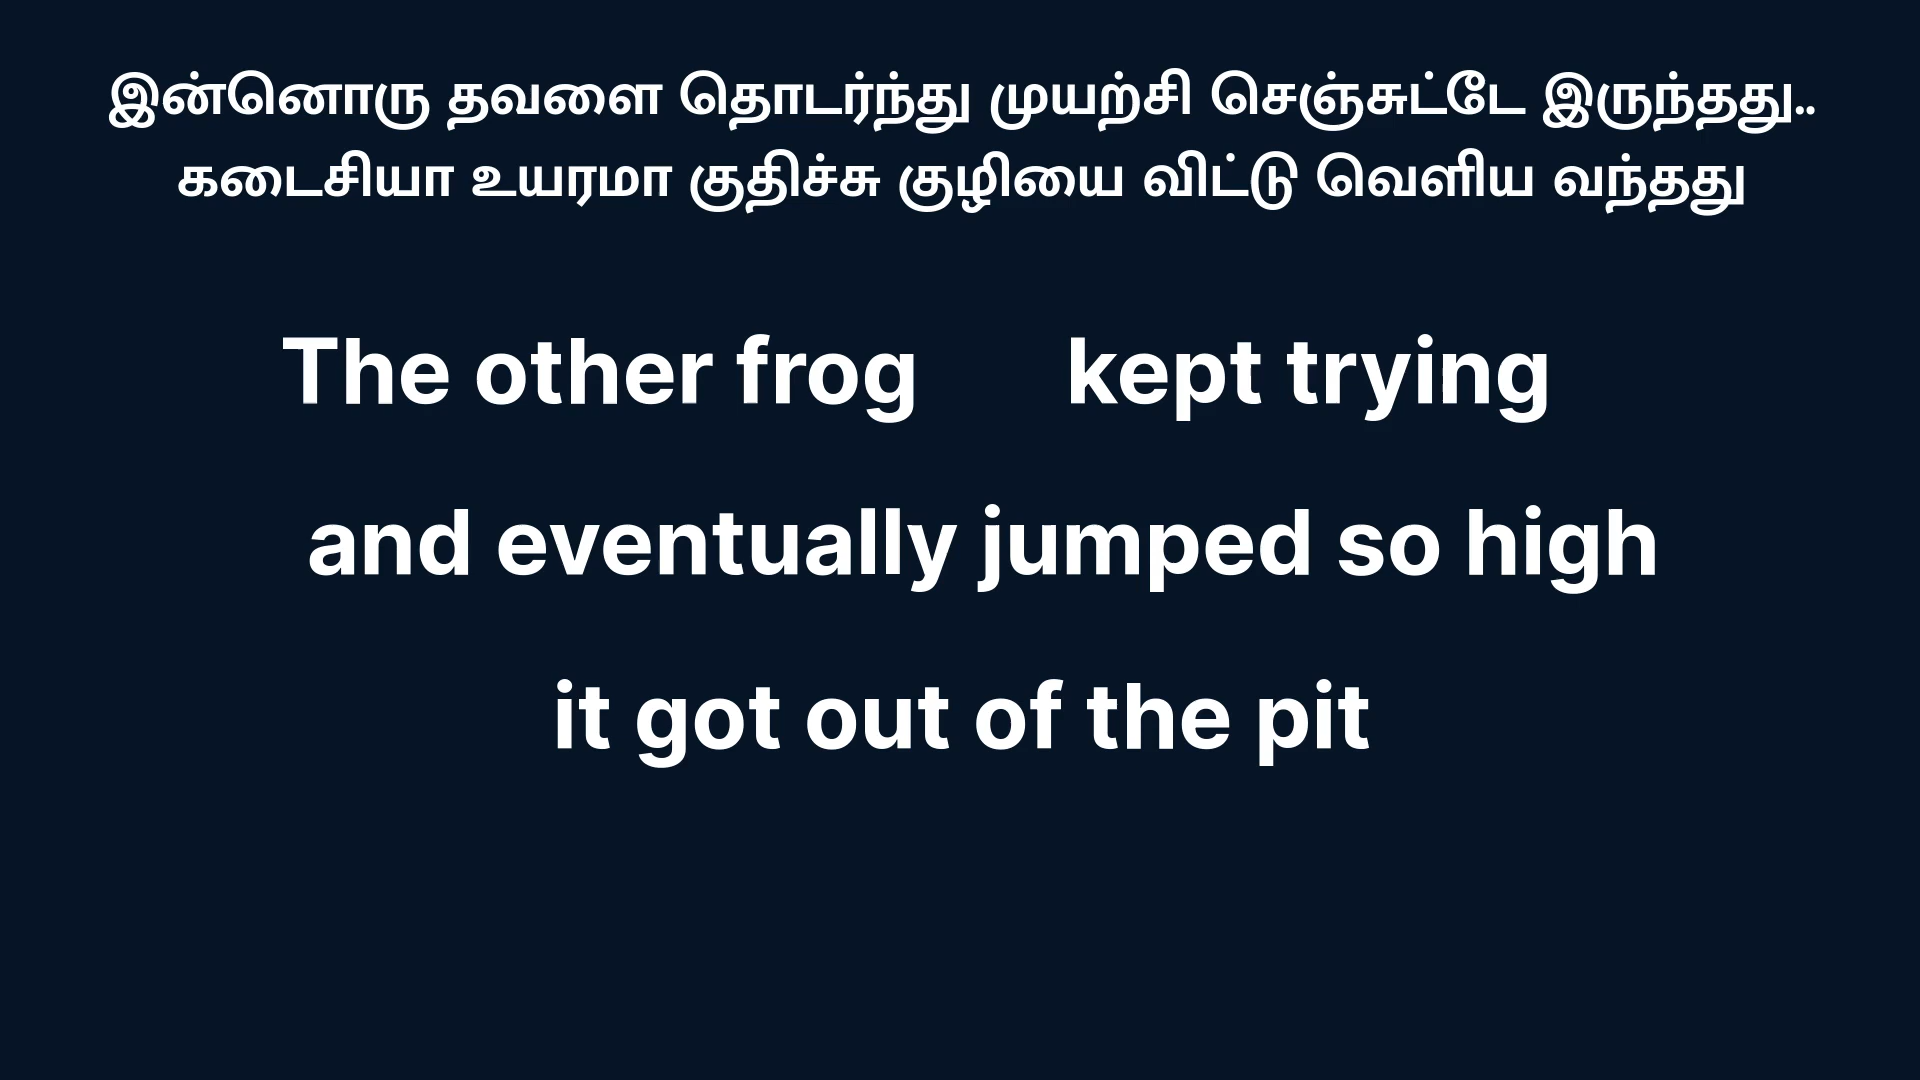 இன்னொரு தவளை தொடர்ந்து முயற்சி செஞ்சுட்டே இருந்தது..
கடைசியா உயரமா குதிச்சு குழியை விட்டு வெளிய வந்தது
The other frog kept trying
and eventually jumped so high
it got out of the pit